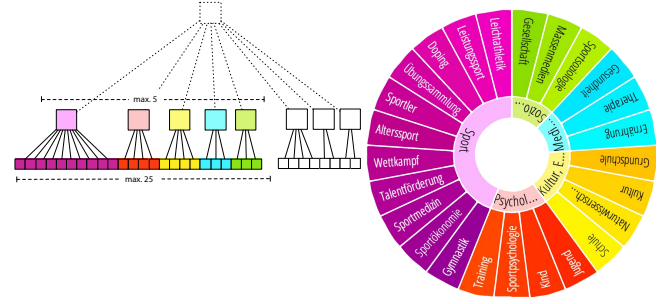 max. 5
max. 25
Sport
Sozio...
Medi...
Kultur, E...
Psychol...
Leichtathletik
Leistungssport
Doping
Übungssammlung
Sportler
Alterssport
Wettkampf
Talentförderung
Sportmedizin
Sportökonomie
Gymnastik
Training
Sportpsychologie
Kind
Jugend
Schule
Naturwissensch...
Kultur
Grundschule
Ernährung
Therapie
Gesundheit
Sportsoziologie
Massenmedien
Gesellschaft